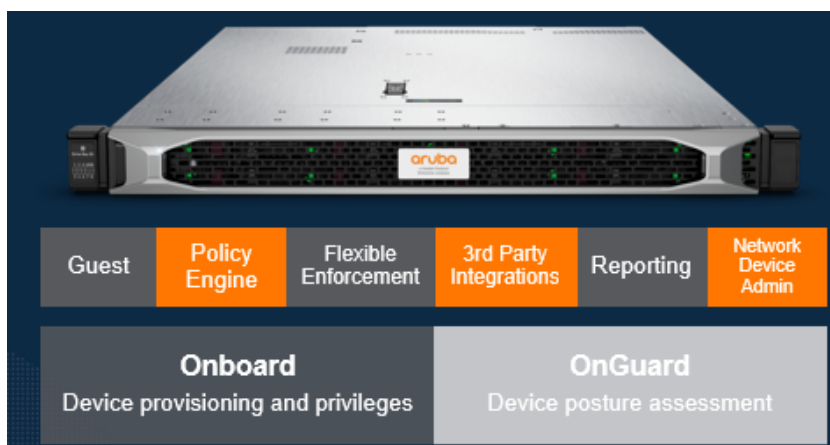 aruba
Guest
Policy
Engine
Flexible
Enforcement
3rd Party
Integrations
Reporting
Network
Device
Admin
Onboard
Device provisioning and privileges
OnGuard
Device posture assessment